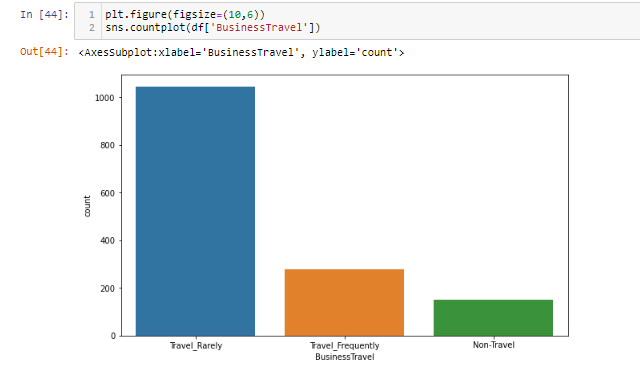 In [44]:
1 plt.figure(figsize=(10,6))
2 sns.countplot(df['BusinessTravel'])
Out[44]: <AxesSubplot:xlabel='BusinessTravel', ylabel='count'>
1000
800
600
400
200
0
count
Travel_Rarely Travel_Frequently Non-Travel
BusinessTravel